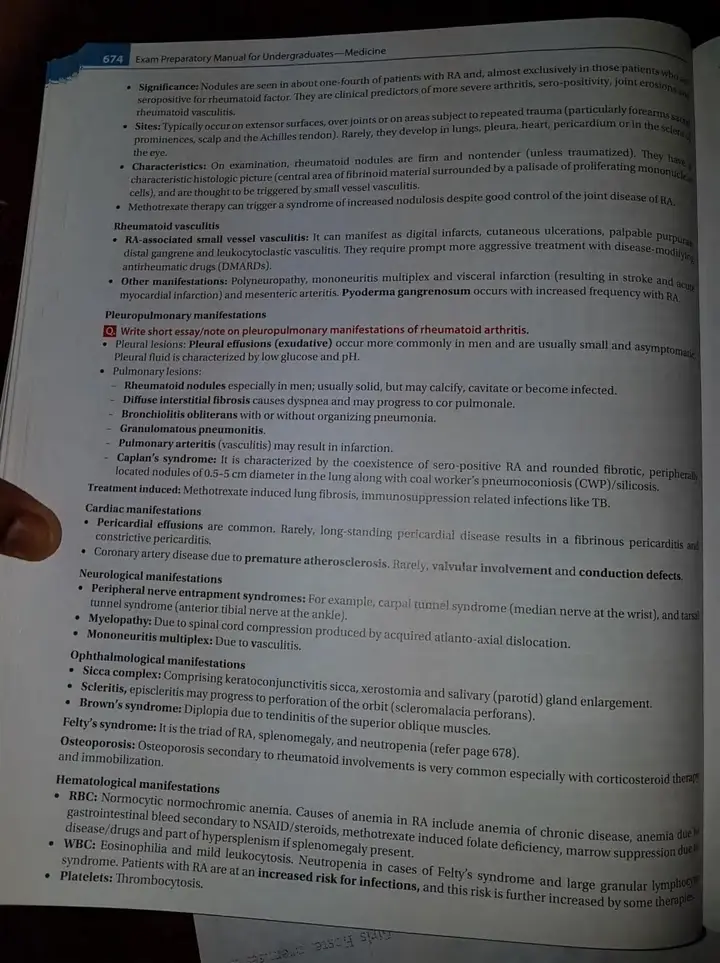 674 Exam Preparatory Manual for Undergraduates—Medicine
• Significance: Nodules are seen in about one-fourth of patients with RA and, almost exclusively in those patients who
seropositive for rheumatoid factor. They are clinical predictors of more severe arthritis, sero-positivity, joint erosions
rheumatoid vasculitis.
• Sites: Typically occur on extensor surfaces, over joints or on areas subject to repeated trauma (particularly forearms
prominences, scalp and the Achilles tendon). Rarely, they develop in lungs, pleura, heart, pericardium or in the sclera
the eye.
• Characteristics: On examination, rheumatoid nodules are firm and nontender (unless traumatized). They have
characteristic histologic picture (central area of fibrinoid material surrounded by a palisade of proliferating mononuclear
cells), and are thought to be triggered by small vessel vasculitis.
• Methotrexate therapy can trigger a syndrome of increased nodulosis despite good control of the joint disease of RA.
Rheumatoid vasculitis
• RA-associated small vessel vasculitis: It can manifest as digital infarcts, cutaneous ulcerations, palpable purpuras
distal gangrene and leukocytoclastic vasculitis. They require prompt more aggressive treatment with disease-modifying
antirheumatic drugs (DMARDs).
• Other manifestations: Polyneuropathy, mononeuritis multiplex and visceral infarction (resulting in stroke and acute
myocardial infarction) and mesenteric arteritis. Pyoderma gangrenosum occurs with increased frequency with RA.
Pleuropulmonary manifestations
Q. Write short essay/note on pleuropulmonary manifestations of rheumatoid arthritis.
• Pleural lesions: Pleural effusions (exudative) occur more commonly in men and are usually small and asymptomatic.
Pleural fluid is characterized by low glucose and pH.
• Pulmonary lesions:
– Rheumatoid nodules especially in men; usually solid, but may calcify, cavitate or become infected.
– Diffuse interstitial fibrosis causes dyspnea and may progress to cor pulmonale.
– Bronchiolitis obliterans with or without organizing pneumonia.
– Granulomatous pneumonitis.
– Pulmonary arteritis (vasculitis) may result in infarction.
– Caplan's syndrome: It is characterized by the coexistence of sero-positive RA and rounded fibrotic, peripherally
located nodules of 0.5–5 cm diameter in the lung along with coal worker's pneumoconiosis (CWP)/silicosis.
Treatment induced: Methotrexate induced lung fibrosis, immunosuppression related infections like TB.
Cardiac manifestations
• Pericardial effusions are common. Rarely, long-standing pericardial disease results in a fibrinous pericarditis and
constrictive pericarditis.
• Coronary artery disease due to premature atherosclerosis. Rarely, valvular involvement and conduction defects.
Neurological manifestations
• Peripheral nerve entrapment syndromes: For example, carpal tunnel syndrome (median nerve at the wrist), and tarsal
tunnel syndrome (anterior tibial nerve at the ankle).
• Myelopathy: Due to spinal cord compression produced by acquired atlanto-axial dislocation.
• Mononeuritis multiplex: Due to vasculitis.
Ophthalmological manifestations
• Sicca complex: Comprising keratoconjunctivitis sicca, xerostomia and salivary (parotid) gland enlargement.
• Scleritis, episcleritis may progress to perforation of the orbit (scleromalacia perforans).
• Brown's syndrome: Diplopia due to tendinitis of the superior oblique muscles.
Felty's syndrome: It is the triad of RA, splenomegaly, and neutropenia (refer page 678).
Osteoporosis: Osteoporosis secondary to rheumatoid involvements is very common especially with corticosteroid therapy
and immobilization.
Hematological manifestations
• RBC: Normocytic normochromic anemia. Causes of anemia in RA include anemia of chronic disease, anemia due to
gastrointestinal bleed secondary to NSAID/steroids, methotrexate induced folate deficiency, marrow suppression due to
disease/drugs and part of hypersplenism if splenomegaly present.
• WBC: Eosinophilia and mild leukocytosis. Neutropenia in cases of Felty's syndrome and large granular lymphocyte
syndrome. Patients with RA are at an increased risk for infections, and this risk is further increased by some therapies.
• Platelets: Thrombocytosis.